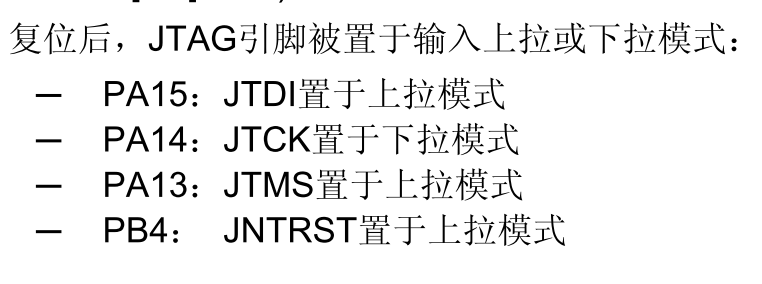 复位后，JTAG引脚被置于输入上拉或下拉模式：
─ PA15：JTDI置于上拉模式
─ PA14：JTCK置于下拉模式
─ PA13：JTMS置于上拉模式
─ PB4： JNTRST置于上拉模式